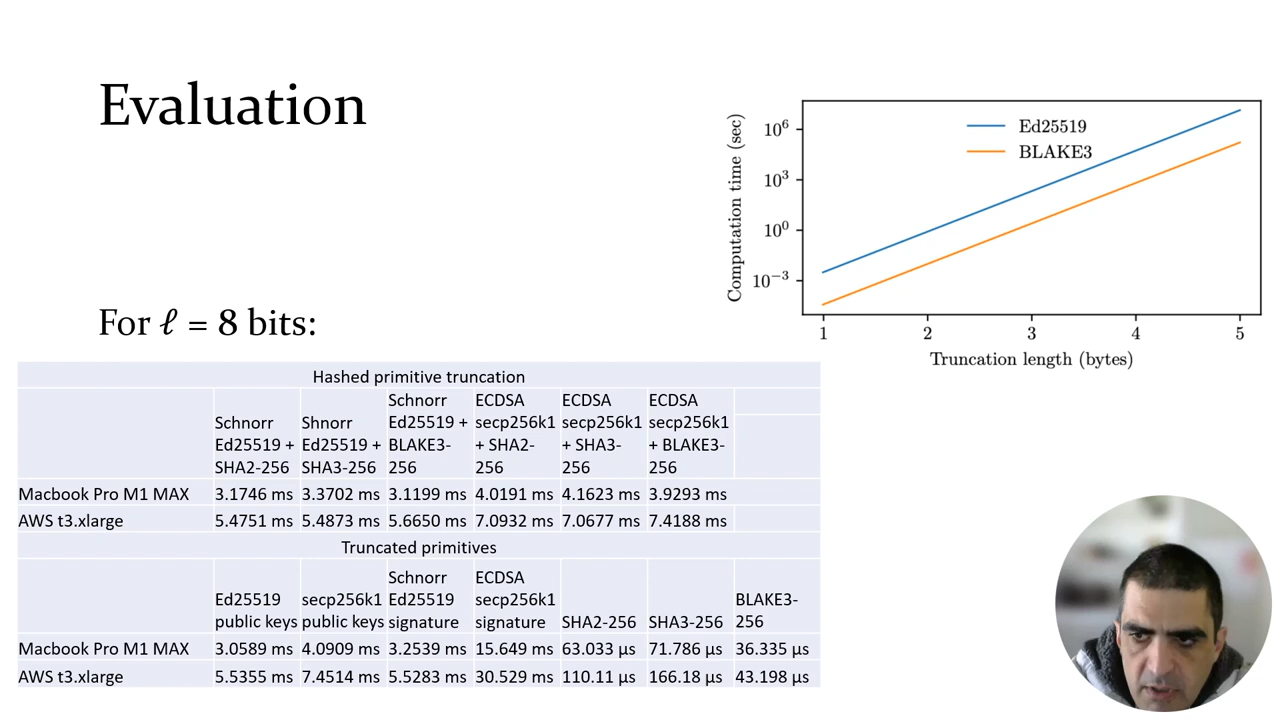 Evaluation
Computation time (sec)
10⁶
10³
10⁰
10⁻³
Ed25519
BLAKE3
1 2 3 4 5
Truncation length (bytes)
For ℓ = 8 bits:
Hashed primitive truncation
Schnorr Ed25519 + SHA2-256
Shnorr Ed25519 + SHA3-256
Schnorr Ed25519 + BLAKE3-256
ECDSA secp256k1 + SHA2-256
ECDSA secp256k1 + SHA3-256
ECDSA secp256k1 + BLAKE3-256
Macbook Pro M1 MAX 3.1746 ms 3.3702 ms 3.1199 ms 4.0191 ms 4.1623 ms 3.9293 ms
AWS t3.xlarge 5.4751 ms 5.4873 ms 5.6650 ms 7.0932 ms 7.0677 ms 7.4188 ms
Truncated primitives
Ed25519 public keys
secp256k1 public keys
Schnorr Ed25519 signature
ECDSA secp256k1 signature
SHA2-256
SHA3-256
BLAKE3-256
Macbook Pro M1 MAX 3.0589 ms 4.0909 ms 3.2539 ms 15.649 ms 63.033 µs 71.786 µs 36.335 µs
AWS t3.xlarge 5.5355 ms 7.4514 ms 5.5283 ms 30.529 ms 110.11 µs 166.18 µs 43.198 µs